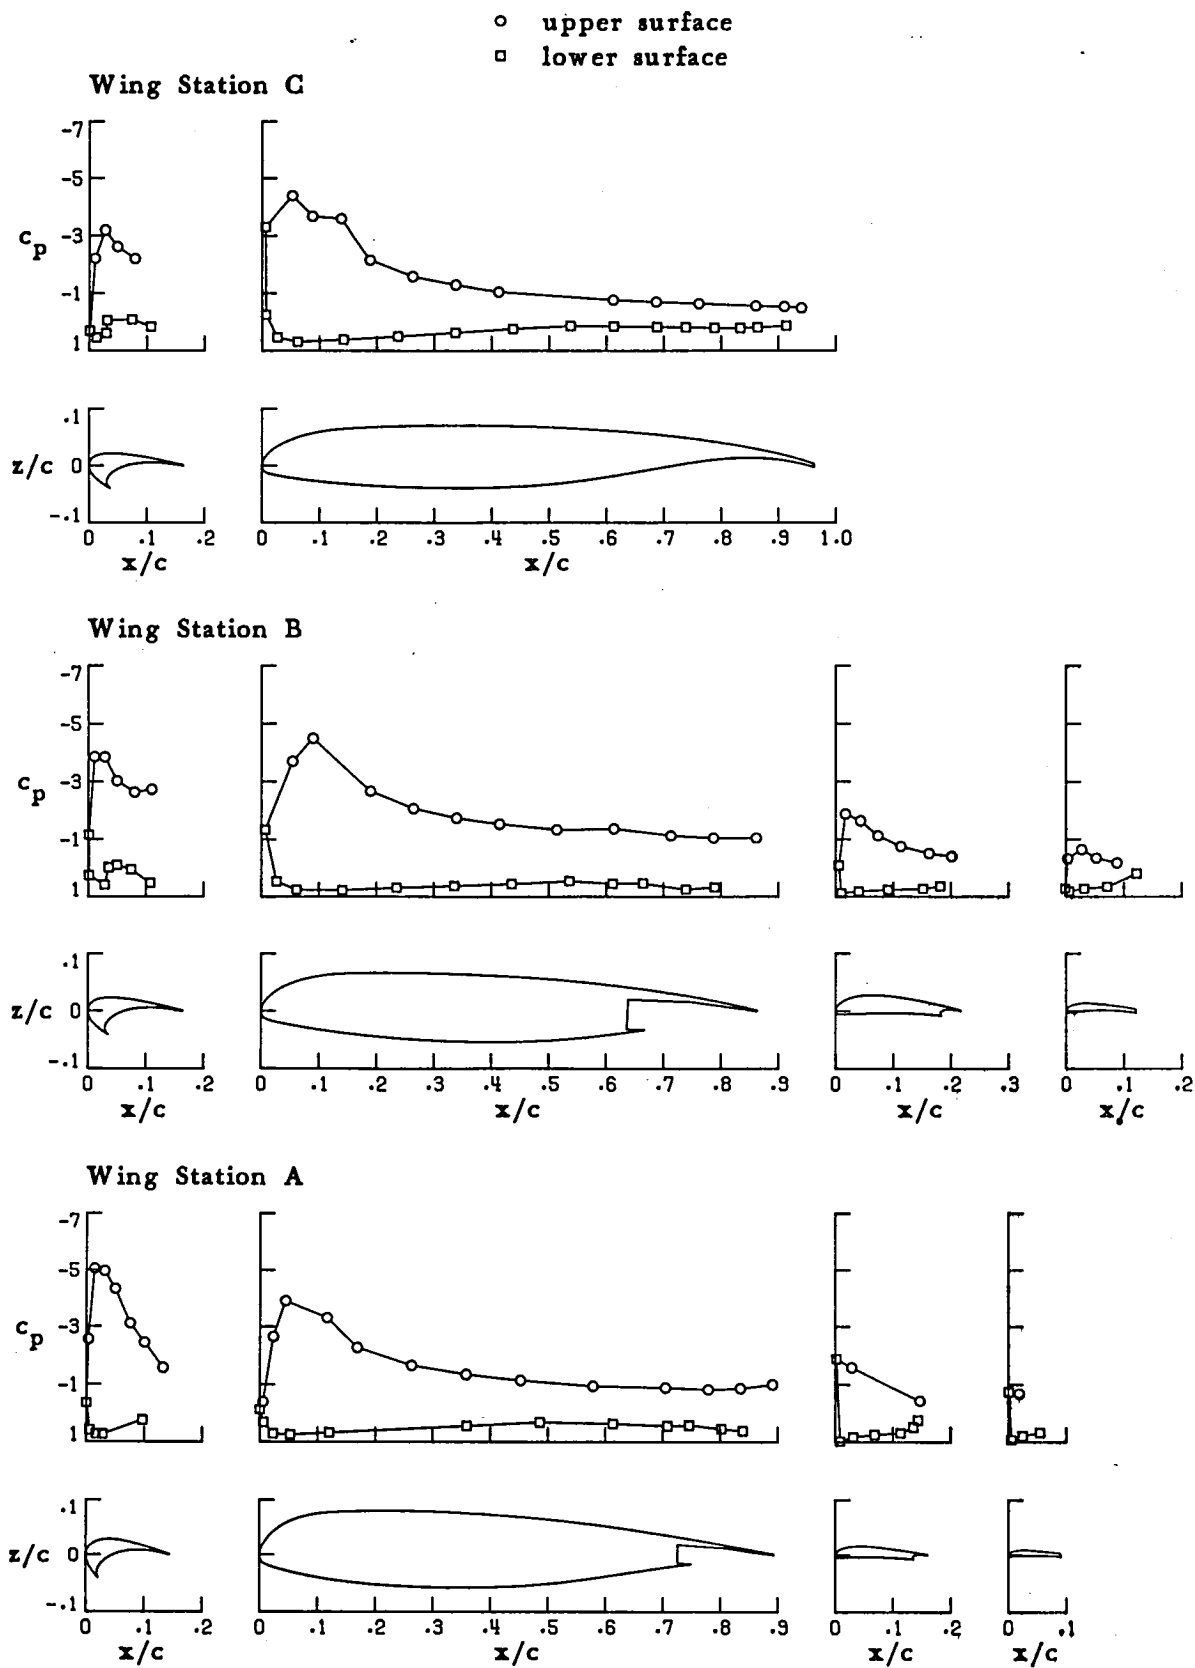 upper surface
lower surface
Wing Station C
-7
-5
-3
-1
1
c_p
0 .1 .2
.1
0
-.1
z/c
0 .1 .2
0 .1 .2 .3 .4 .5 .6 .7 .8 .9 1.0
x/c x/c
Wing Station B
-7
-5
c_p -3
-1
1
.1
z/c 0
-.1
0 .1 .2 0 .1 .2 .3 .4 .5 .6 .7 .8 .9 0 .1 .2 .3 0 .1 .2
x/c x/c x/c x/c
Wing Station A
-7
-5
c_p -3
-1
1
.1
z/c 0
-.1
0 .1 .2 0 .1 .2 .3 .4 .5 .6 .7 .8 .9 0 .1 .2 0 .1
x/c x/c x/c x/c